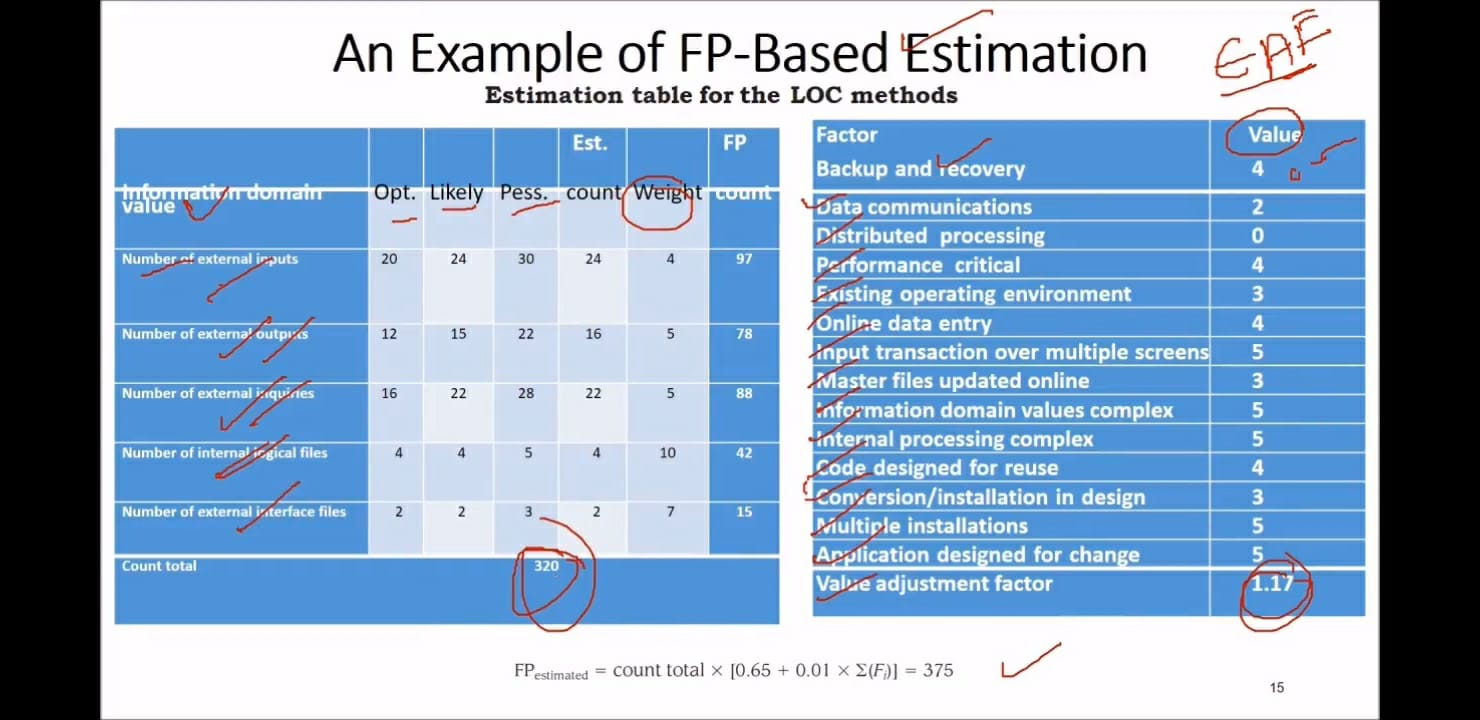 An Example of FP-Based Estimation
EAF
Estimation table for the LOC methods
Information domain value Opt. Likely Pess. Est. count Weight FP count
Number of external inputs 20 24 30 24 4 97
Number of external outputs 12 15 22 16 5 78
Number of external inquiries 16 22 28 22 5 88
Number of internal logical files 4 4 5 4 10 42
Number of external interface files 2 2 3 2 7 15
Count total 320
Factor Value
Backup and recovery 4
Data communications 2
Distributed processing 0
Performance critical 4
Existing operating environment 3
Online data entry 4
Input transaction over multiple screens 5
Master files updated online 3
Information domain values complex 5
Internal processing complex 5
Code designed for reuse 4
Conversion/installation in design 3
Multiple installations 5
Application designed for change 5
Value adjustment factor 1.17
FPestimated = count total × [0.65 + 0.01 × Σ(Fi)] = 375
15